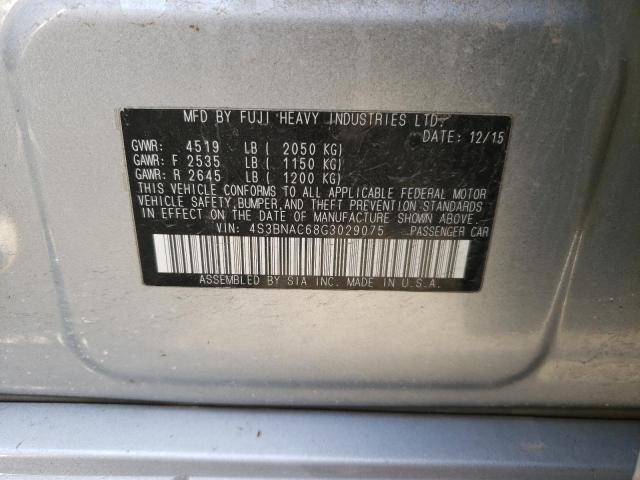 MFD BY FUJI HEAVY INDUSTRIES LTD.
DATE: 12/15
GVWR: 4519 LB ( 2050 KG)
GAWR: F 2535 LB ( 1150 KG)
GAWR: R 2645 LB ( 1200 KG)
THIS VEHICLE CONFORMS TO ALL APPLICABLE FEDERAL MOTOR
VEHICLE SAFETY, BUMPER, AND THEFT PREVENTION STANDARDS
IN EFFECT ON THE DATE OF MANUFACTURE SHOWN ABOVE.
VIN: 4S3BNAC68G3029075 PASSENGER CAR
ASSEMBLED BY SIA INC. MADE IN U.S.A.